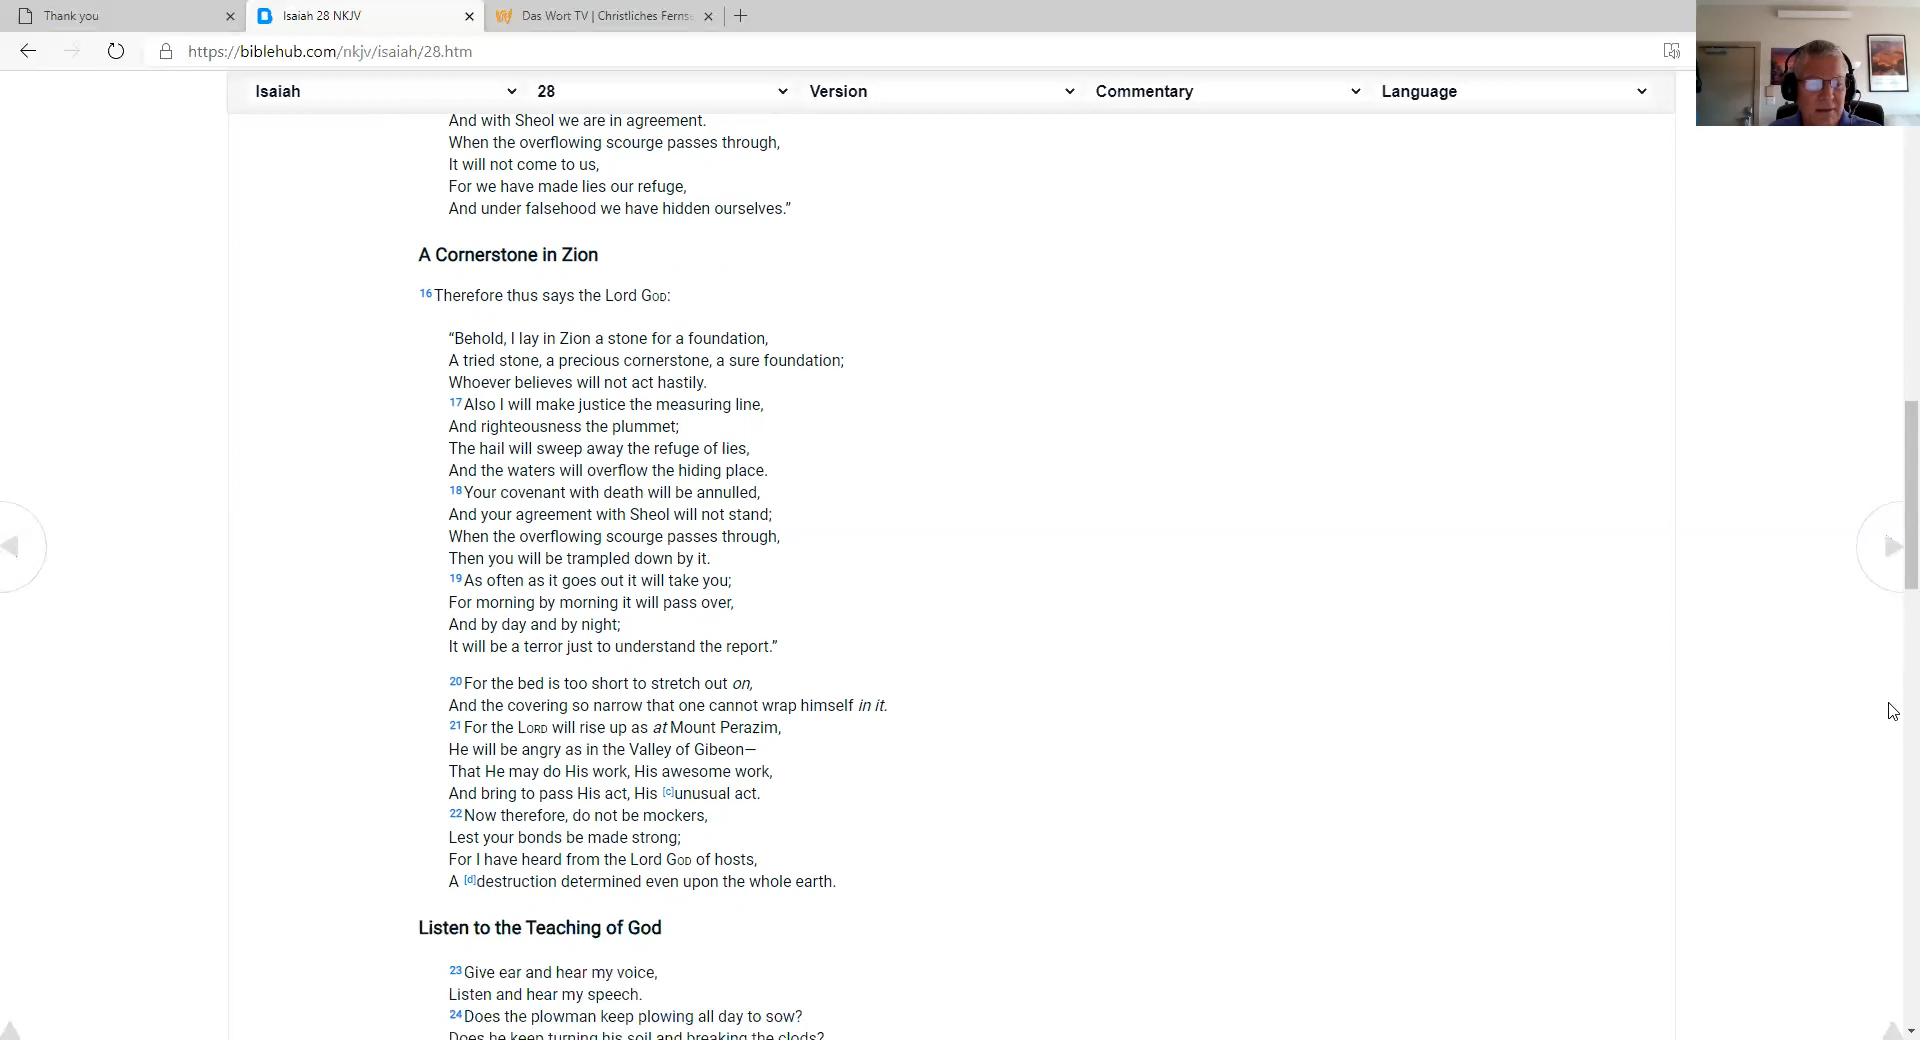 Thank you
Isaiah 28 NKJV
Das Wort TV | Christliches Ferns
https://biblehub.com/nkjv/isaiah/28.htm
Isaiah 28 Version Commentary Language
And with Sheol we are in agreement.
When the overflowing scourge passes through,
It will not come to us,
For we have made lies our refuge,
And under falsehood we have hidden ourselves.”
A Cornerstone in Zion
16 Therefore thus says the Lord GOD:
“Behold, I lay in Zion a stone for a foundation,
A tried stone, a precious cornerstone, a sure foundation;
Whoever believes will not act hastily.
17 Also I will make justice the measuring line,
And righteousness the plummet;
The hail will sweep away the refuge of lies,
And the waters will overflow the hiding place.
18 Your covenant with death will be annulled,
And your agreement with Sheol will not stand;
When the overflowing scourge passes through,
Then you will be trampled down by it.
19 As often as it goes out it will take you;
For morning by morning it will pass over,
And by day and by night;
It will be a terror just to understand the report.”
20 For the bed is too short to stretch out on,
And the covering so narrow that one cannot wrap himself in it.
21 For the LORD will rise up as at Mount Perazim,
He will be angry as in the Valley of Gibeon—
That He may do His work, His awesome work,
And bring to pass His act, His [c]unusual act.
22 Now therefore, do not be mockers,
Lest your bonds be made strong;
For I have heard from the Lord GOD of hosts,
A [d]destruction determined even upon the whole earth.
Listen to the Teaching of God
23 Give ear and hear my voice,
Listen and hear my speech.
24 Does the plowman keep plowing all day to sow?
Does he keep turning his soil and breaking the clods?